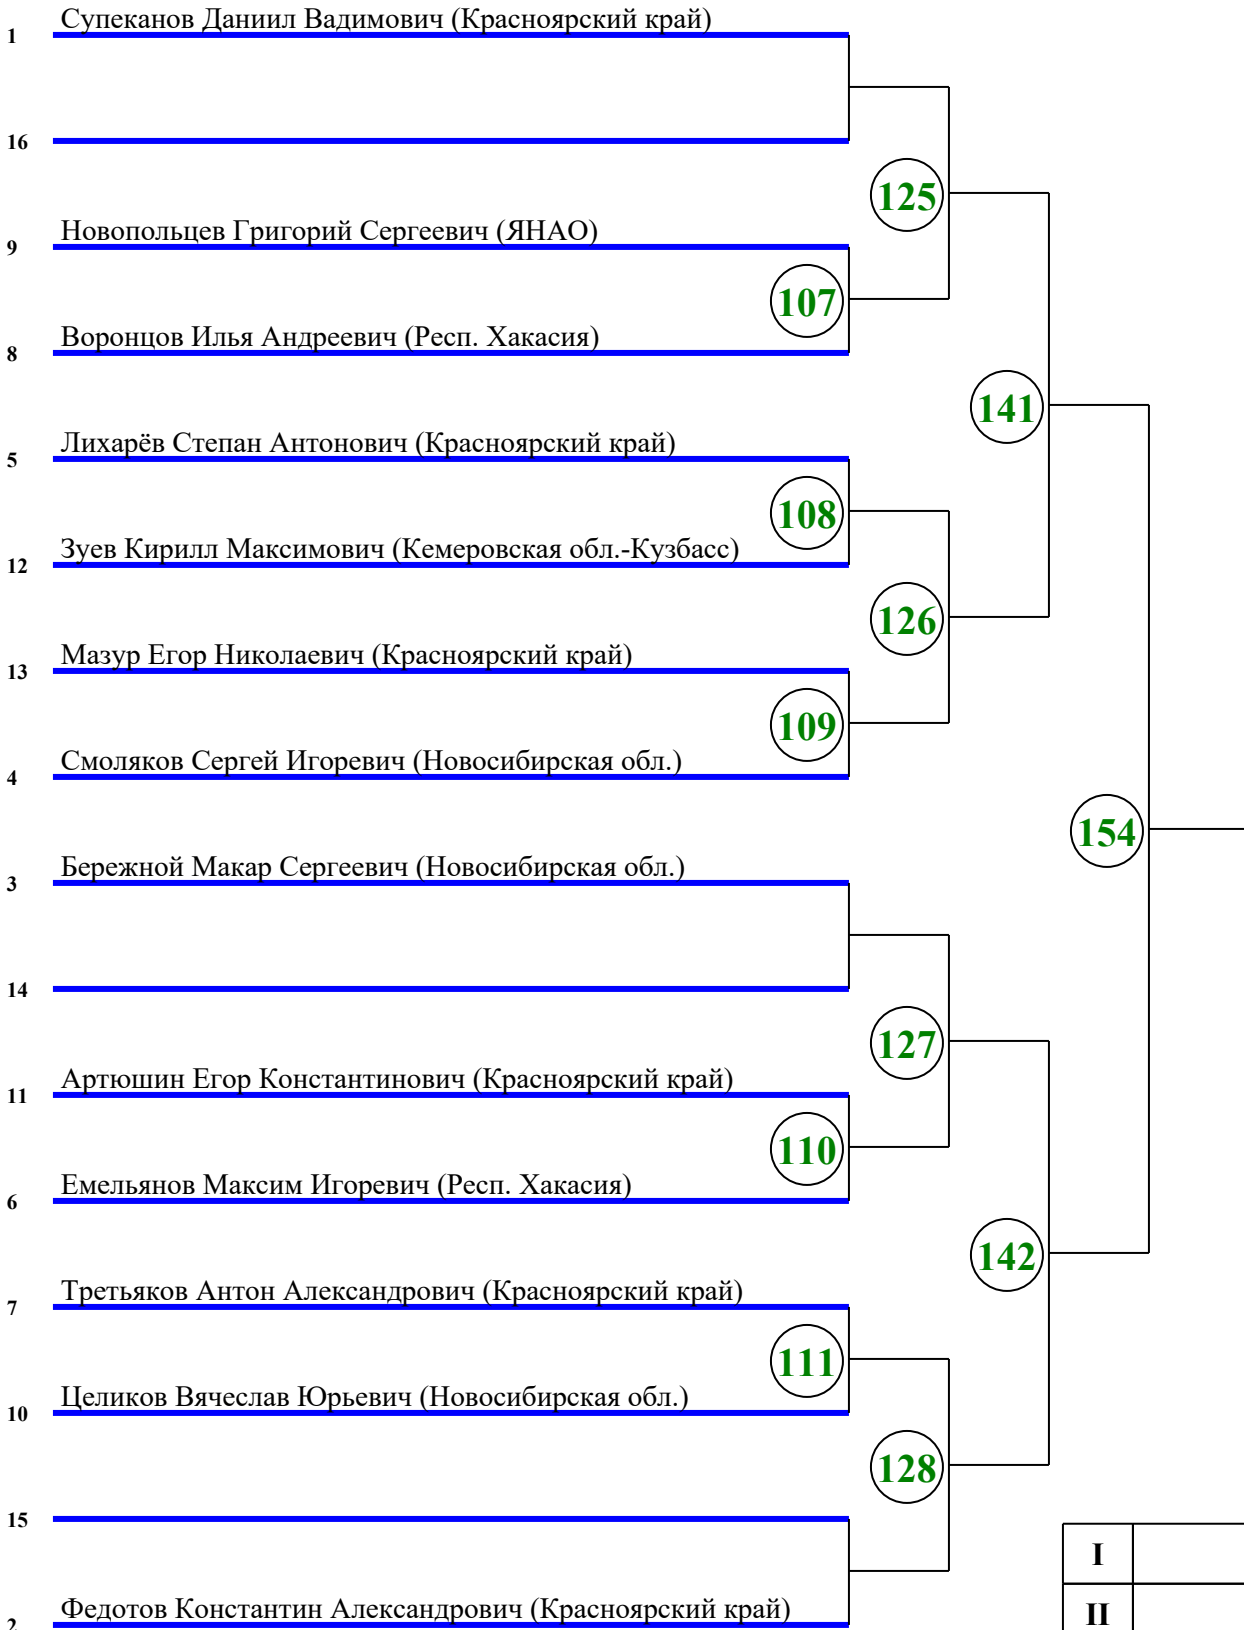 1 Супеканов Даниил Вадимович (Красноярский край)
16
125
9 Новопольцев Григорий Сергеевич (ЯНАО)
107
8 Воронцов Илья Андреевич (Респ. Хакасия)
141
5 Лихарёв Степан Антонович (Красноярский край)
108
12 Зуев Кирилл Максимович (Кемеровская обл.-Кузбасс)
126
13 Мазур Егор Николаевич (Красноярский край)
109
4 Смоляков Сергей Игоревич (Новосибирская обл.)
154
3 Бережной Макар Сергеевич (Новосибирская обл.)
14
127
11 Артюшин Егор Константинович (Красноярский край)
110
6 Емельянов Максим Игоревич (Респ. Хакасия)
142
7 Третьяков Антон Александрович (Красноярский край)
111
10 Целиков Вячеслав Юрьевич (Новосибирская обл.)
128
15
I
2 Федотов Константин Александрович (Красноярский край)
II